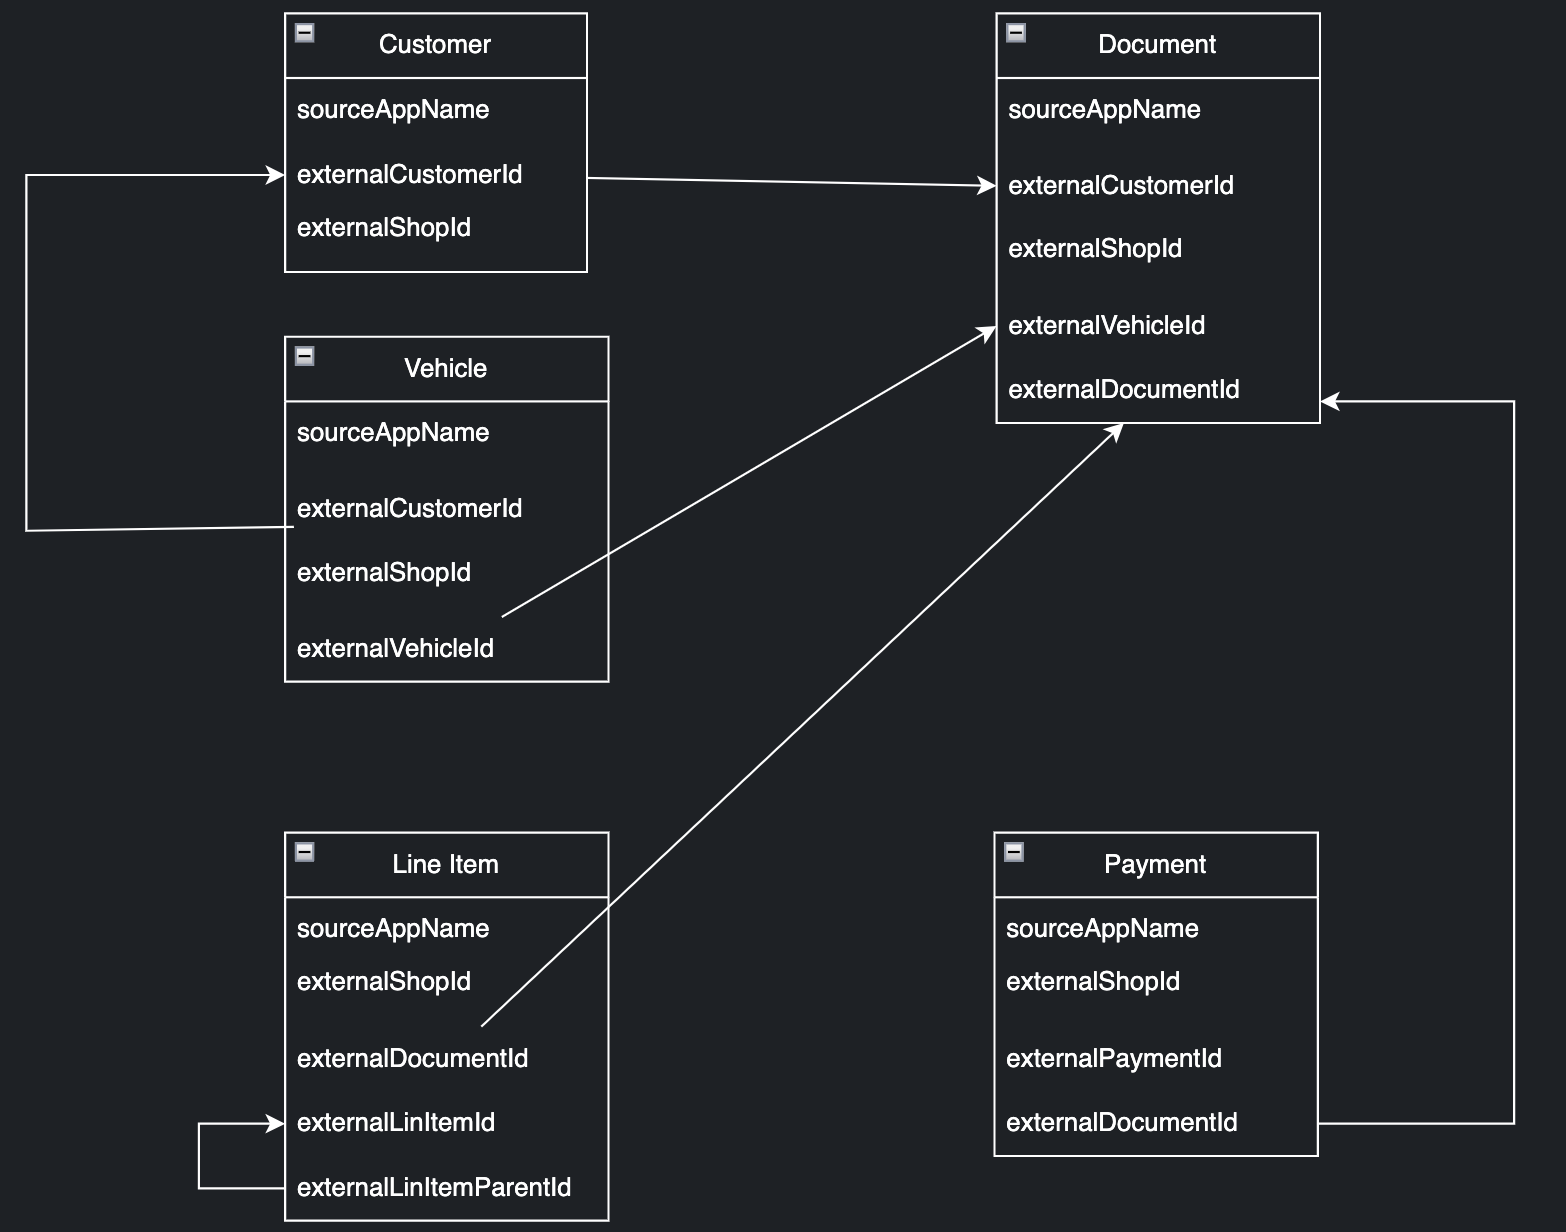 Customer
sourceAppName
externalCustomerId
externalShopId
Document
sourceAppName
externalCustomerId
externalShopId
externalVehicleId
externalDocumentId
Vehicle
sourceAppName
externalCustomerId
externalShopId
externalVehicleId
Line Item
sourceAppName
externalShopId
externalDocumentId
externalLinItemId
externalLinItemParentId
Payment
sourceAppName
externalShopId
externalPaymentId
externalDocumentId